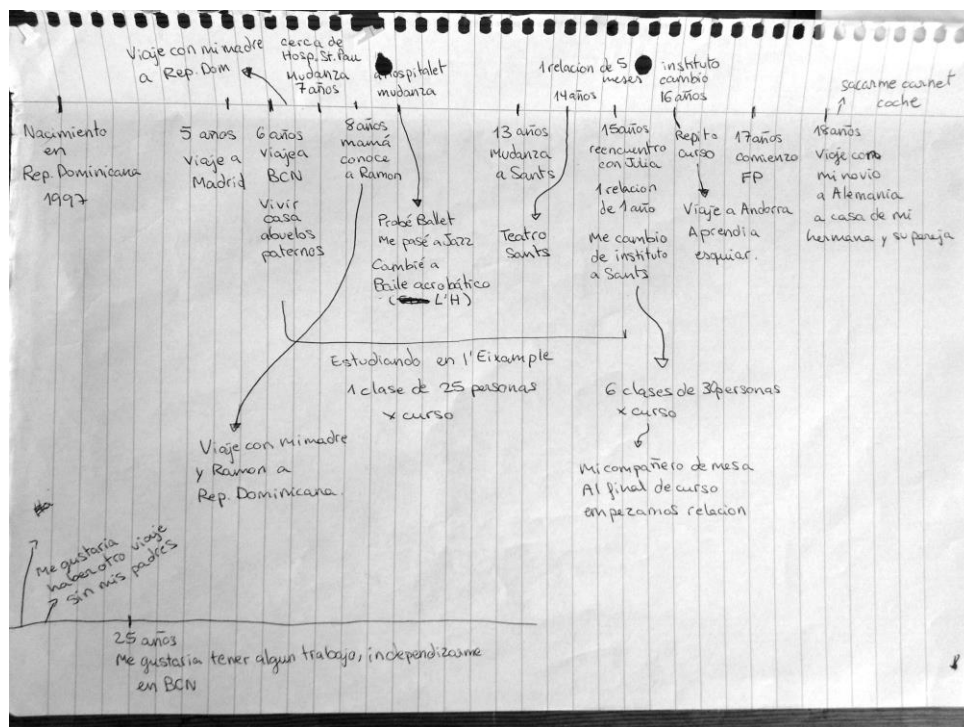 Viaje con mi madre
a Rep. Dom
cerca de
Hosp. St. Pau
Mudanza
7 años
a Hospitalet
mudanza
1 relacion de 5
meses
14 años
instituto
cambio
16 años
sacarme carnet
coche
Nacimiento
en
Rep. Dominicana
1997
5 años
Viaje a
Madrid
6 años
Viaje a
BCN
Vivir
casa
abuelos
paternos
8 años
mamá
conoce
a Ramon
Probé Ballet
Me pasé a Jazz
Cambié a
Baile acrobático
(L'H)
13 años
Mudanza
a Sants
Teatro
Sants
15 años
reencuentro
con Julia
1 relacion
de 1 año
Me cambio
de instituto
a Sants
Repito
curso
Viaje a Andorra
Aprendi a
esquiar.
17 años
comienzo
FP
18 años
Viaje con
mi novio
a Alemania
a casa de mi
hermana y su pareja
Estudiando en l'Eixample
1 clase de 25 personas
x curso
6 clases de 30 personas
x curso
Viaje con mi madre
y Ramon a
Rep. Dominicana.
Mi compañero de mesa
Al final de curso
empezamos relacion
Me gustaria
haber otro viaje
sin mis padres
25 años
Me gustaria tener algun trabajo, independizarme
en BCN